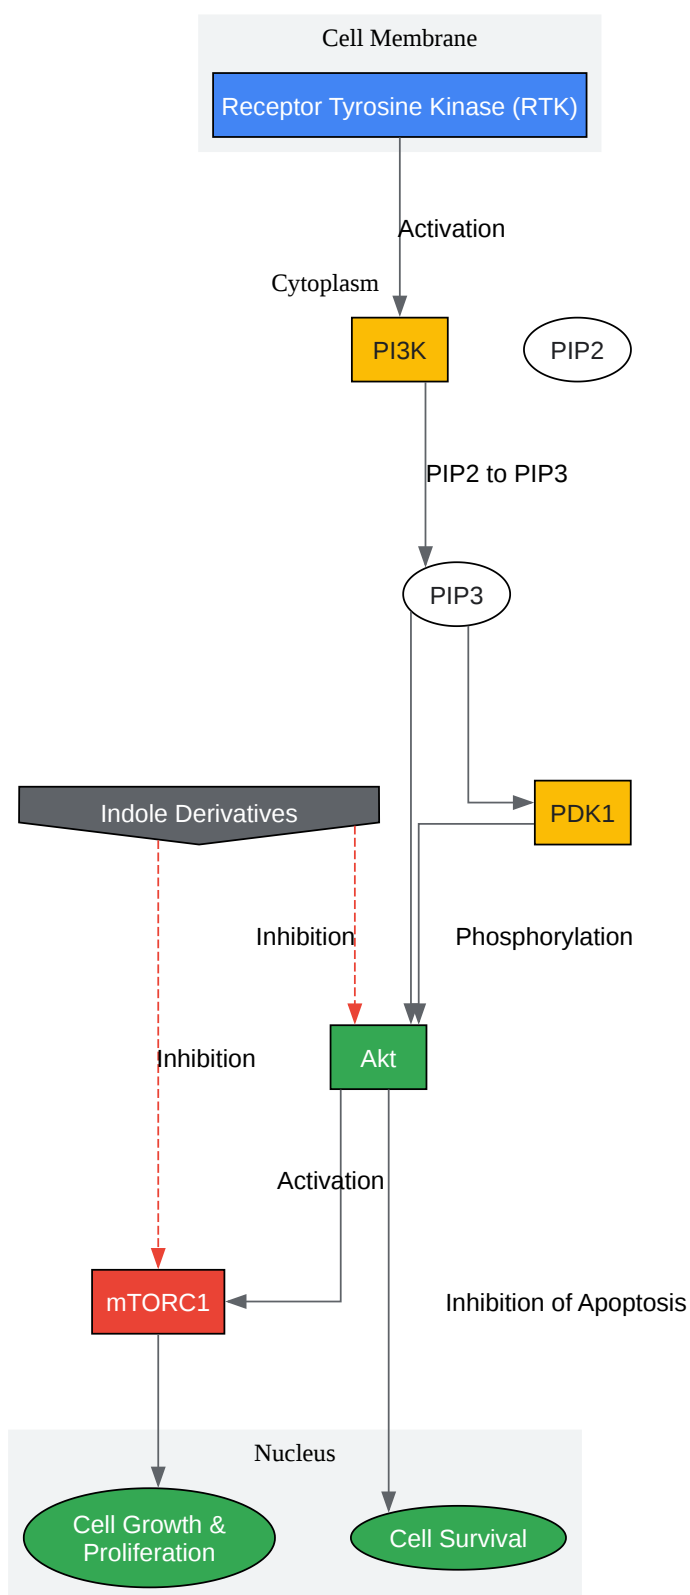 Cell Membrane
Receptor Tyrosine Kinase (RTK)
Activation
Cytoplasm
PI3K
PIP2
PIP2 to PIP3
PIP3
Indole Derivatives
PDK1
Inhibition
Phosphorylation
Akt
Inhibition
Activation
mTORC1
Inhibition of Apoptosis
Nucleus
Cell Growth &
Proliferation
Cell Survival